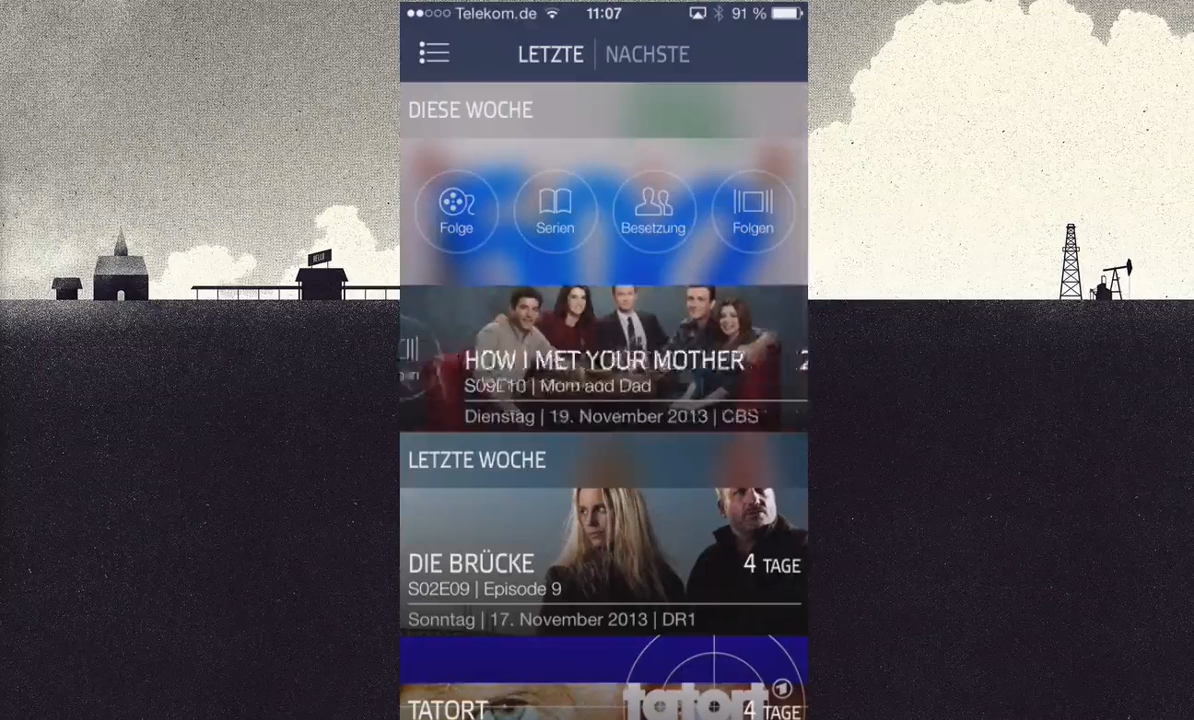 Telekom.de 11:07 91 %
LETZTE | NACHSTE
DIESE WOCHE
Folge
Serien
Besetzung
Folgen
HELLO
HOW I MET YOUR MOTHER
S09E10 | Mom and Dad
Dienstag | 19. November 2013 | CBS
LETZTE WOCHE
DIE BRÜCKE
4 TAGE
S02E09 | Episode 9
Sonntag | 17. November 2013 | DR1
tatort
TATORT
4 TAGE